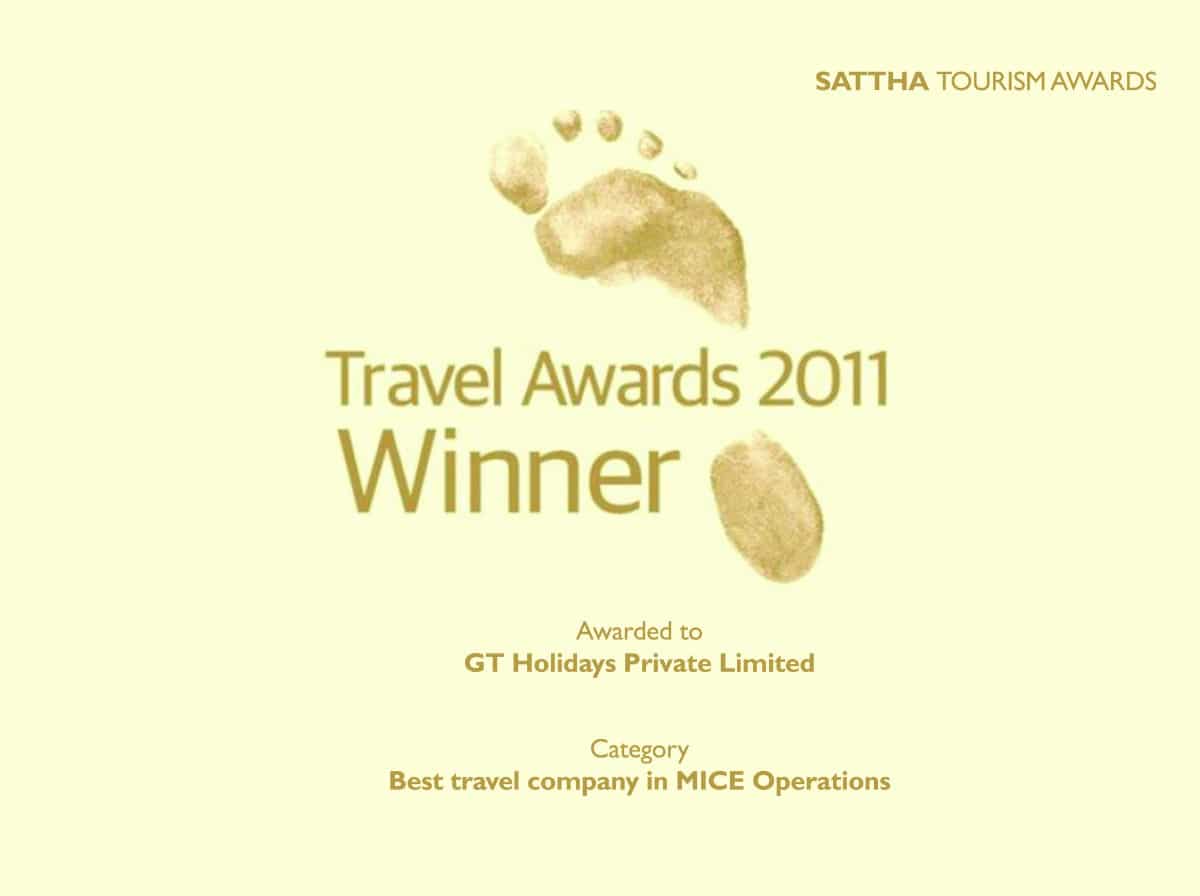 SATTHA TOURISM AWARDS
Travel Awards 2011
Winner
Awarded to
GT Holidays Private Limited
Category
Best travel company in MICE Operations